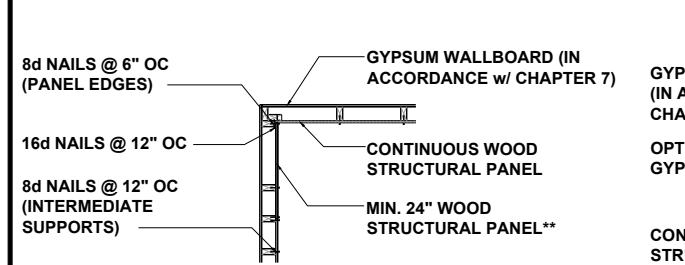 8d NAILS @ 6" OC
(PANEL EDGES)
16d NAILS @ 12" OC
8d NAILS @ 12" OC
(INTERMEDIATE
SUPPORTS)
GYPSUM WALLBOARD (IN
ACCORDANCE w/ CHAPTER 7)
CONTINUOUS WOOD
STRUCTURAL PANEL
MIN. 24" WOOD
STRUCTURAL PANEL**
GYP
(IN A
CHA
OPT
GYP
CON
STR